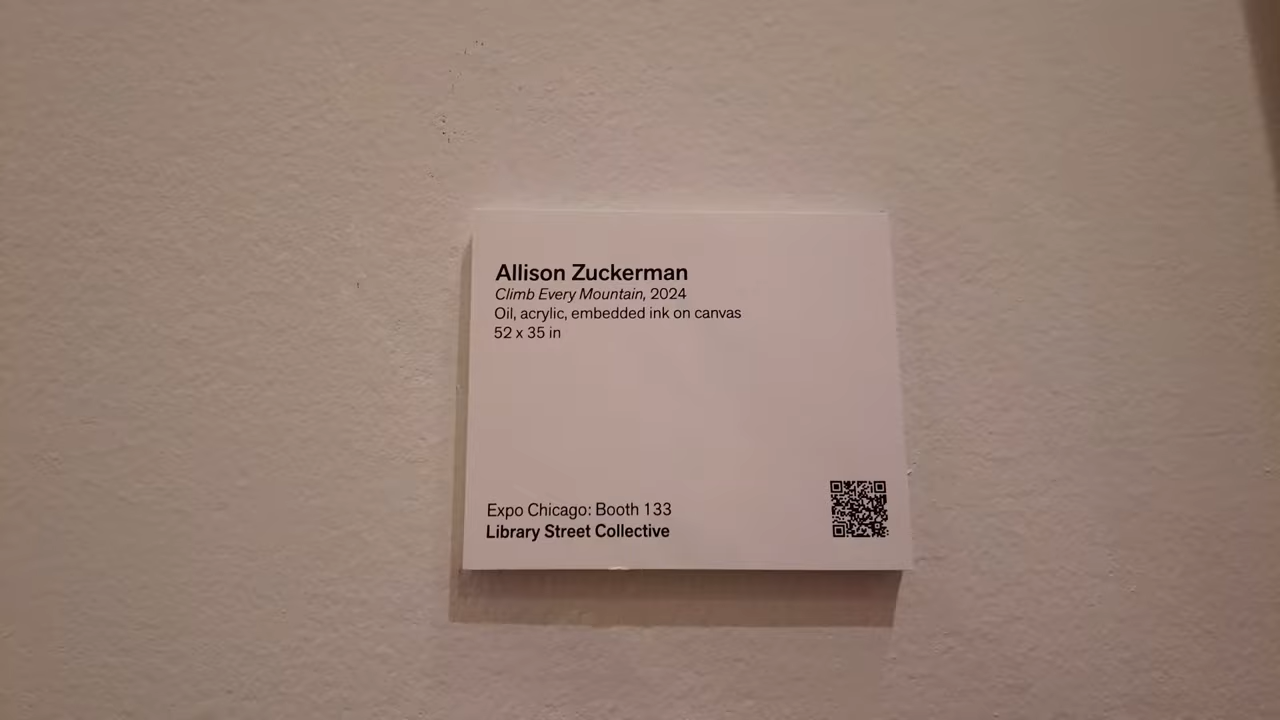 Allison Zuckerman
Climb Every Mountain, 2024
Oil, acrylic, embedded ink on canvas
52 x 35 in
Expo Chicago: Booth 133
Library Street Collective